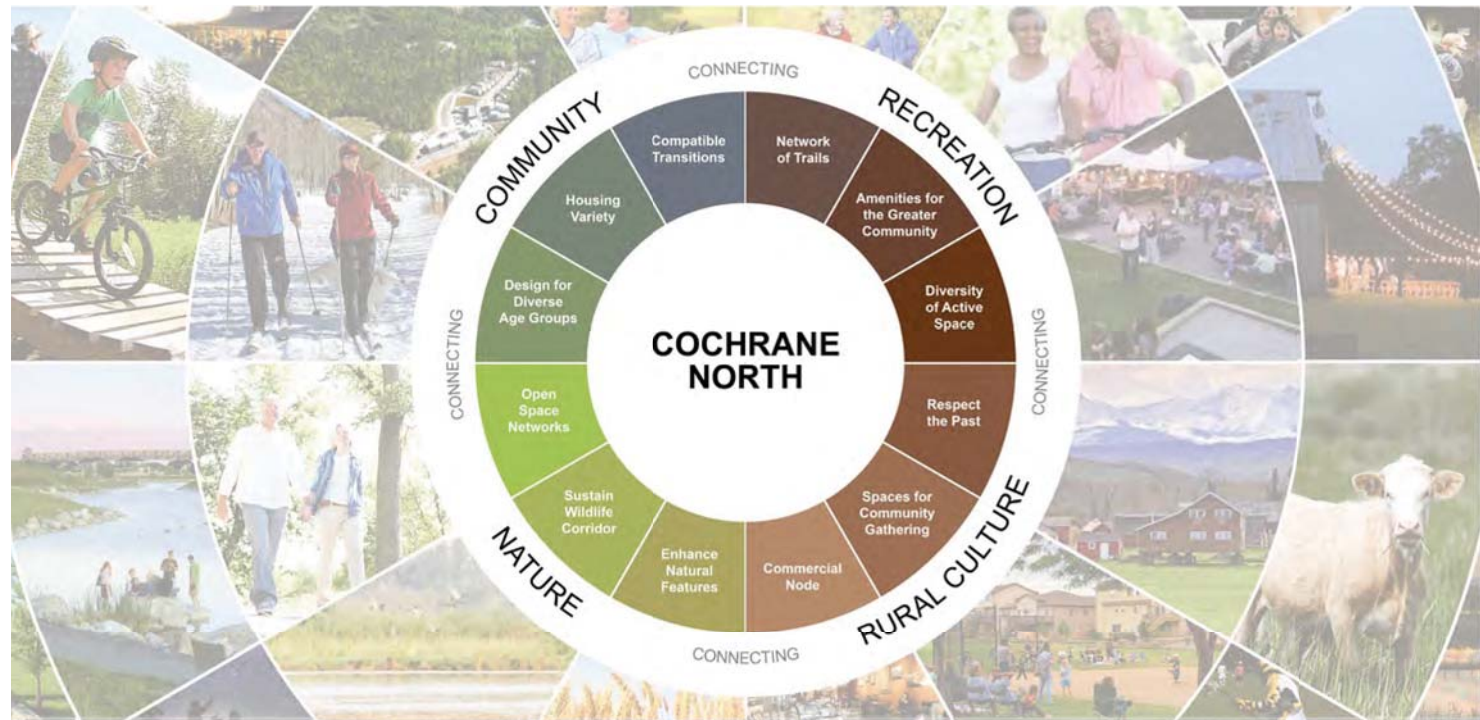 CONNECTING
COMMUNITY
RECREATION
Compatible
Transitions
Network
of Trails
Housing
Variety
Amenities for
the Greater
Community
Design for
Diverse
Age Groups
Diversity
of Active
Space
CONNECTING
COCHRANE
NORTH
CONNECTING
Open
Space
Networks
Respect
the Past
Sustain
Wildlife
Corridor
Spaces for
Community
Gathering
Enhance
Natural
Features
Commercial
Node
NATURE
RURAL CULTURE
CONNECTING